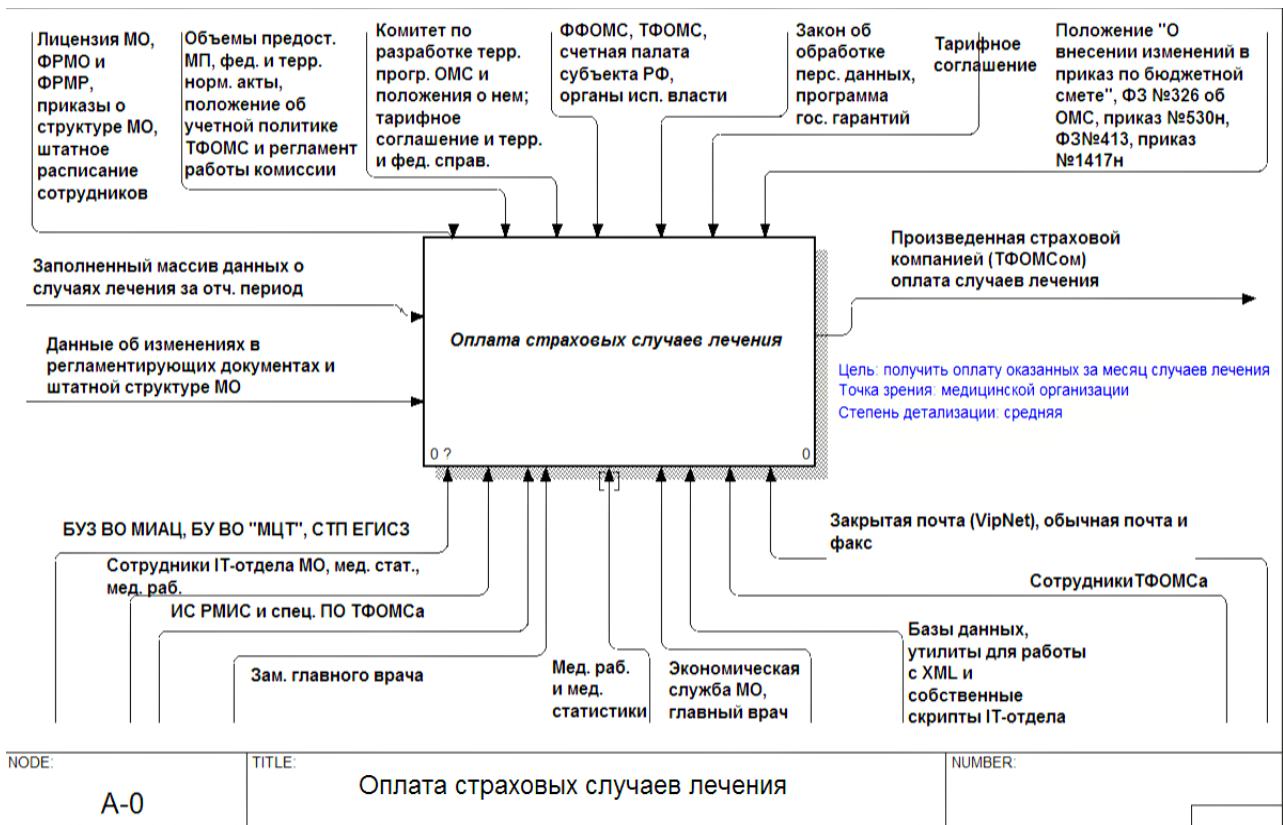 Лицензия МО,
ФРМО и
ФРМР,
приказы о
структуре МО,
штатное
расписание
сотрудников
Объемы предост.
МП, фед. и терр.
норм. акты,
положение об
учетной политике
ТФОМС и регламент
работы комиссии
Комитет по
разработке терр.
прогр. ОМС и
положения о нем;
тарифное
соглашение и терр.
и фед. справ.
ФФОМС, ТФОМС,
счетная палата
субъекта РФ,
органы исп. власти
Закон об
обработке
перс. данных,
программа
гос. гарантий
Тарифное
соглашение
Положение "О
внесении изменений в
приказ по бюджетной
смете", ФЗ №326 об
ОМС, приказ №530н,
ФЗ№413, приказ
№1417н
Заполненный массив данных о
случаях лечения за отч. период
Данные об изменениях в
регламентирующих документах и
штатной структуре МО
Оплата страховых случаев лечения
0 ?
0
Произведенная страховой
компанией (ТФОМСом)
оплата случаев лечения
Цель: получить оплату оказанных за месяц случаев лечения
Точка зрения: медицинской организации
Степень детализации: средняя
БУЗ ВО МИАЦ, БУ ВО "МЦТ", СТП ЕГИСЗ
Сотрудники IT-отдела МО, мед. стат.,
мед. раб.
ИС РМИС и спец. ПО ТФОМСа
Зам. главного врача
Мед. раб.
и мед.
статистики
Экономическая
служба МО,
главный врач
Базы данных,
утилиты для работы
с XML и
собственные
скрипты IT-отдела
Сотрудники ТФОМСа
Закрытая почта (VipNet), обычная почта и
факс
NODE:
A-0
TITLE:
Оплата страховых случаев лечения
NUMBER: